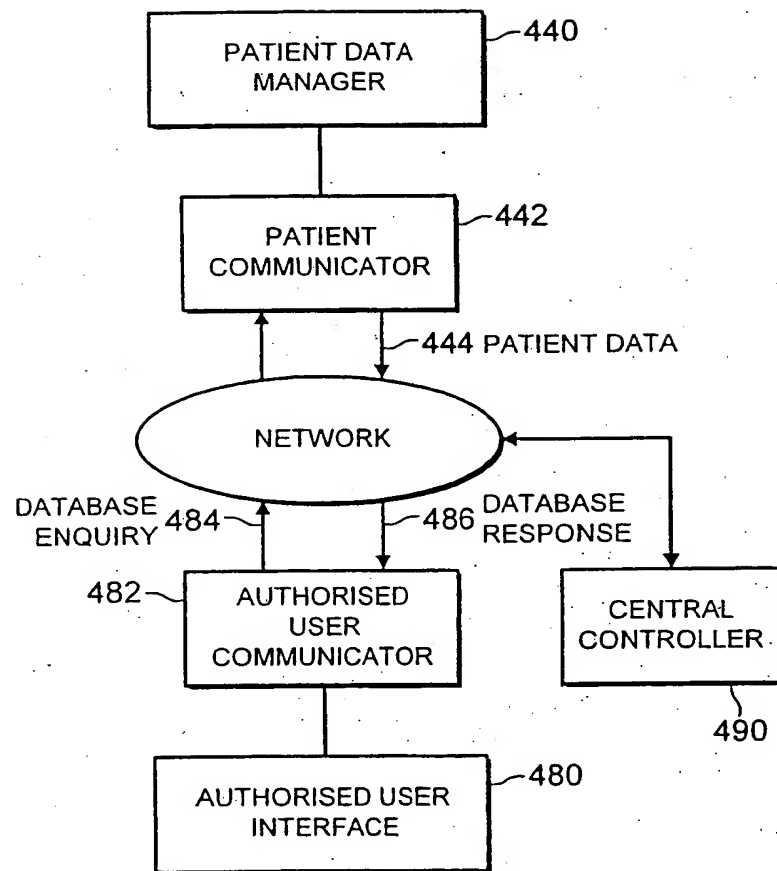 PATIENT DATA
MANAGER
440
PATIENT
COMMUNICATOR
442
444 PATIENT DATA
NETWORK
DATABASE
ENQUIRY 484
486 DATABASE
RESPONSE
482
AUTHORISED
USER
COMMUNICATOR
CENTRAL
CONTROLLER
490
480
AUTHORISED USER
INTERFACE